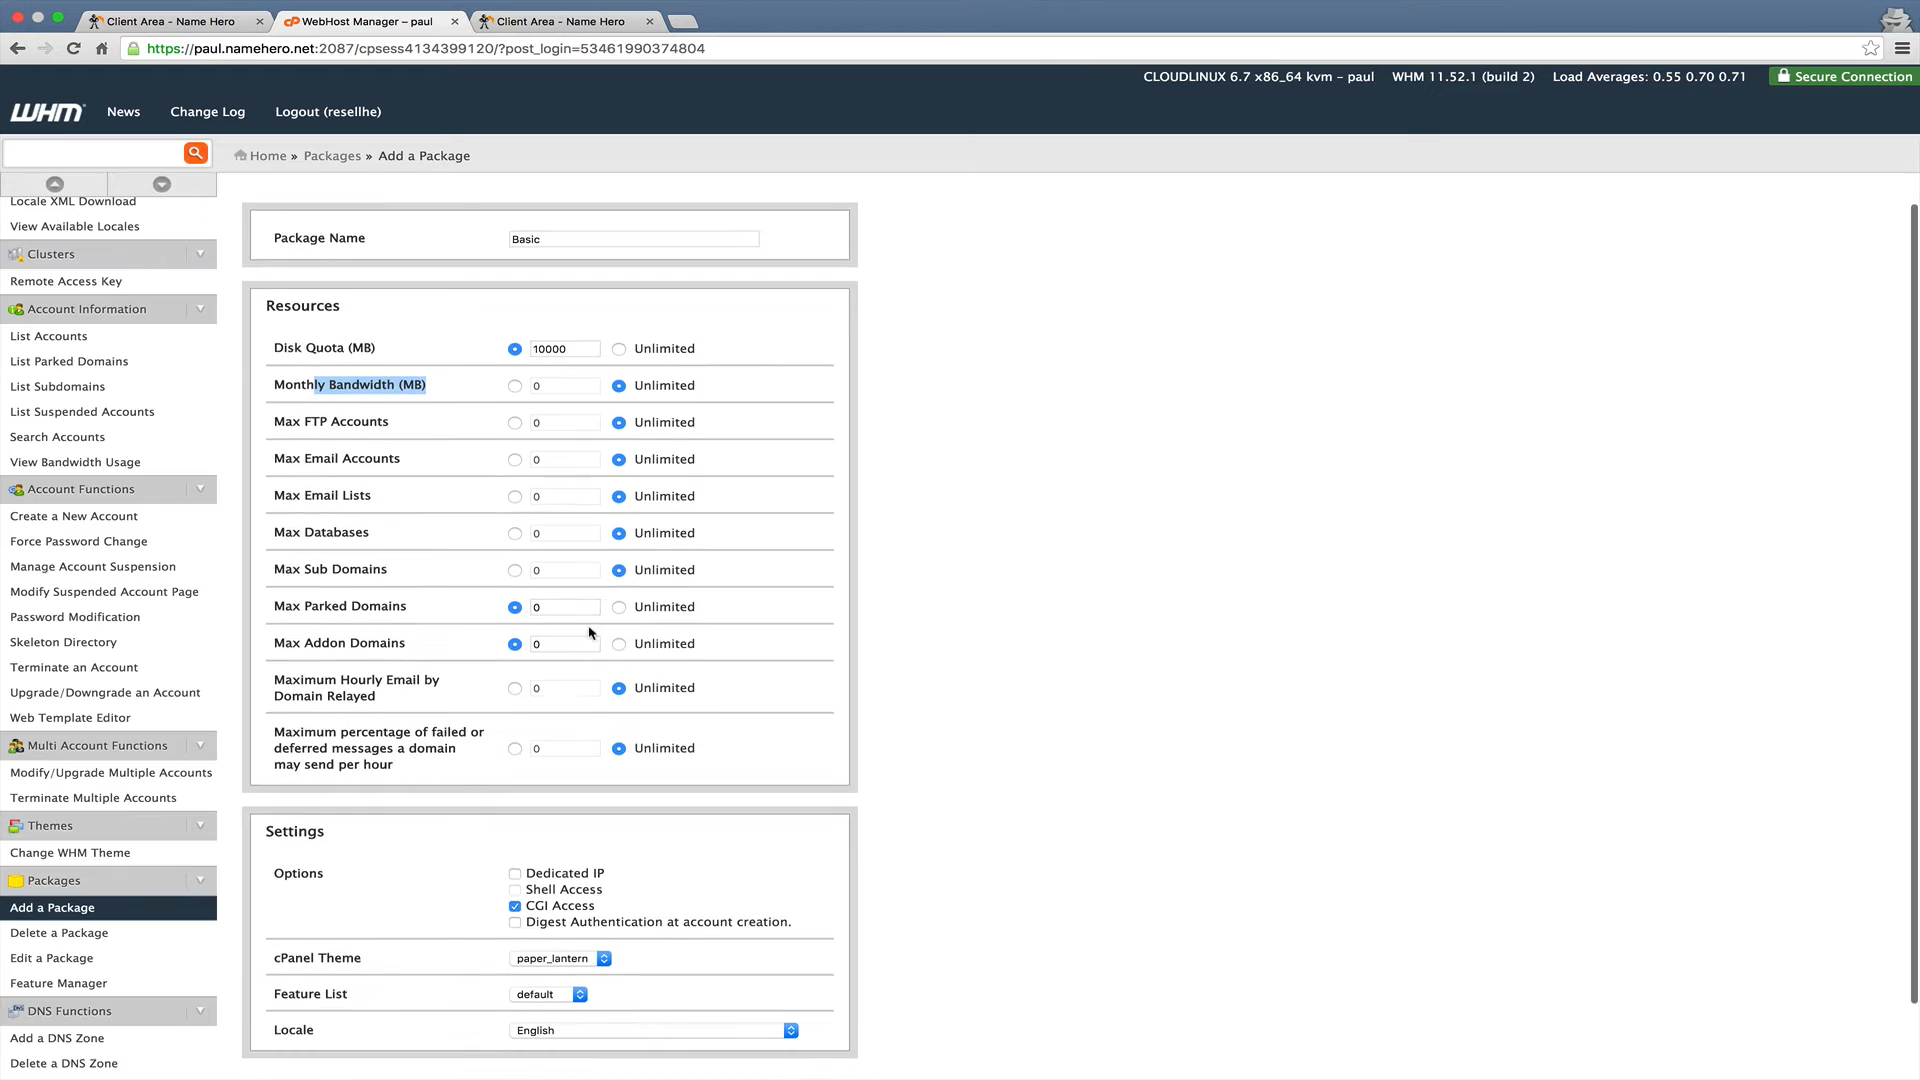 Client Area - Name Hero
WebHost Manager – paul
Client Area - Name Hero
https://paul.namehero.net:2087/cpsess4134399120/?post_login=53461990374804
CLOUDLINUX 6.7 x86_64 kvm – paul
WHM 11.52.1 (build 2)
Load Averages: 0.55 0.70 0.71
Secure Connection
WHM
News
Change Log
Logout (resellhe)
Home » Packages » Add a Package
Locale XML Download
View Available Locales
Clusters
Remote Access Key
Account Information
List Accounts
List Parked Domains
List Subdomains
List Suspended Accounts
Search Accounts
View Bandwidth Usage
Account Functions
Create a New Account
Force Password Change
Manage Account Suspension
Modify Suspended Account Page
Password Modification
Skeleton Directory
Terminate an Account
Upgrade/Downgrade an Account
Web Template Editor
Multi Account Functions
Modify/Upgrade Multiple Accounts
Terminate Multiple Accounts
Themes
Change WHM Theme
Packages
Add a Package
Delete a Package
Edit a Package
Feature Manager
DNS Functions
Add a DNS Zone
Delete a DNS Zone
Package Name Basic
Resources
Disk Quota (MB) 10000 Unlimited
Monthly Bandwidth (MB) 0 Unlimited
Max FTP Accounts 0 Unlimited
Max Email Accounts 0 Unlimited
Max Email Lists 0 Unlimited
Max Databases 0 Unlimited
Max Sub Domains 0 Unlimited
Max Parked Domains 0 Unlimited
Max Addon Domains 0 Unlimited
Maximum Hourly Email by
Domain Relayed
0 Unlimited
Maximum percentage of failed or
deferred messages a domain
may send per hour
0 Unlimited
Settings
Options
Dedicated IP
Shell Access
CGI Access
Digest Authentication at account creation.
cPanel Theme paper_lantern
Feature List default
Locale English